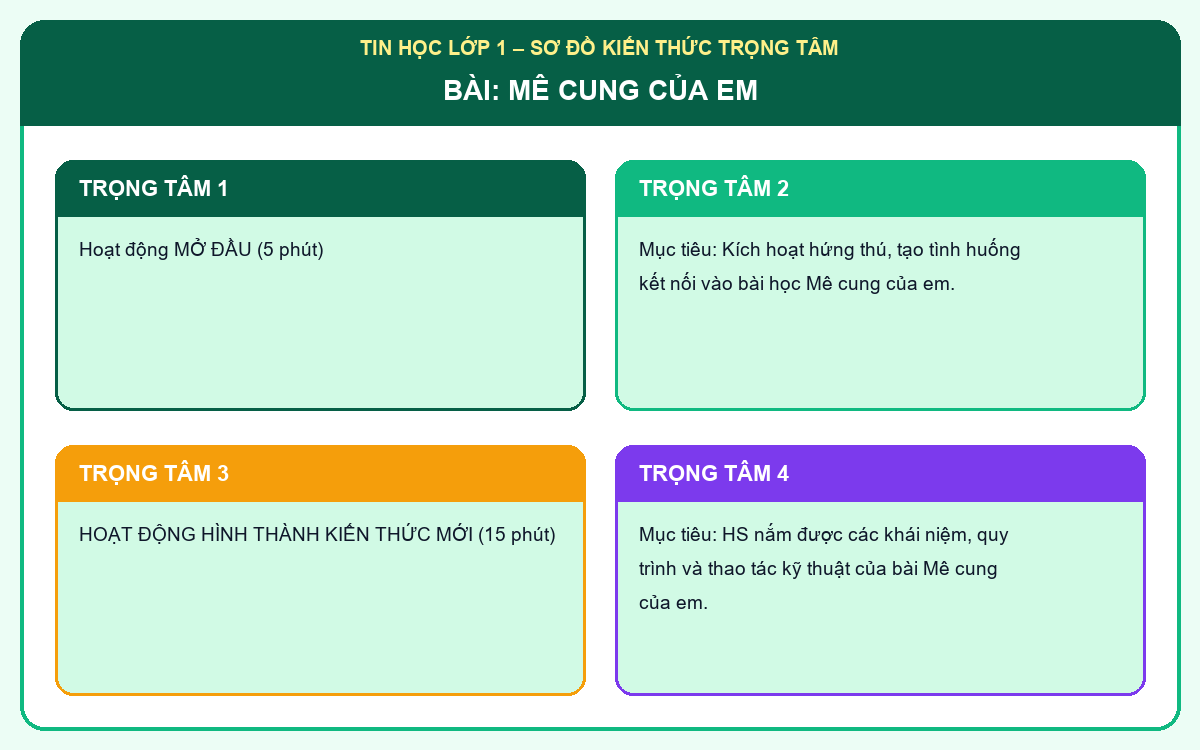 TIN HỌC LỚP 1 – SƠ ĐỒ KIẾN THỨC TRỌNG TÂM
BÀI: MÊ CUNG CỦA EM
TRỌNG TÂM 1
Hoạt động MỞ ĐẦU (5 phút)
TRỌNG TÂM 2
Mục tiêu: Kích hoạt hứng thú, tạo tình huống
kết nối vào bài học Mê cung của em.
TRỌNG TÂM 3
HOẠT ĐỘNG HÌNH THÀNH KIẾN THỨC MỚI (15 phút)
TRỌNG TÂM 4
Mục tiêu: HS nắm được các khái niệm, quy
trình và thao tác kỹ thuật của bài Mê cung
của em.